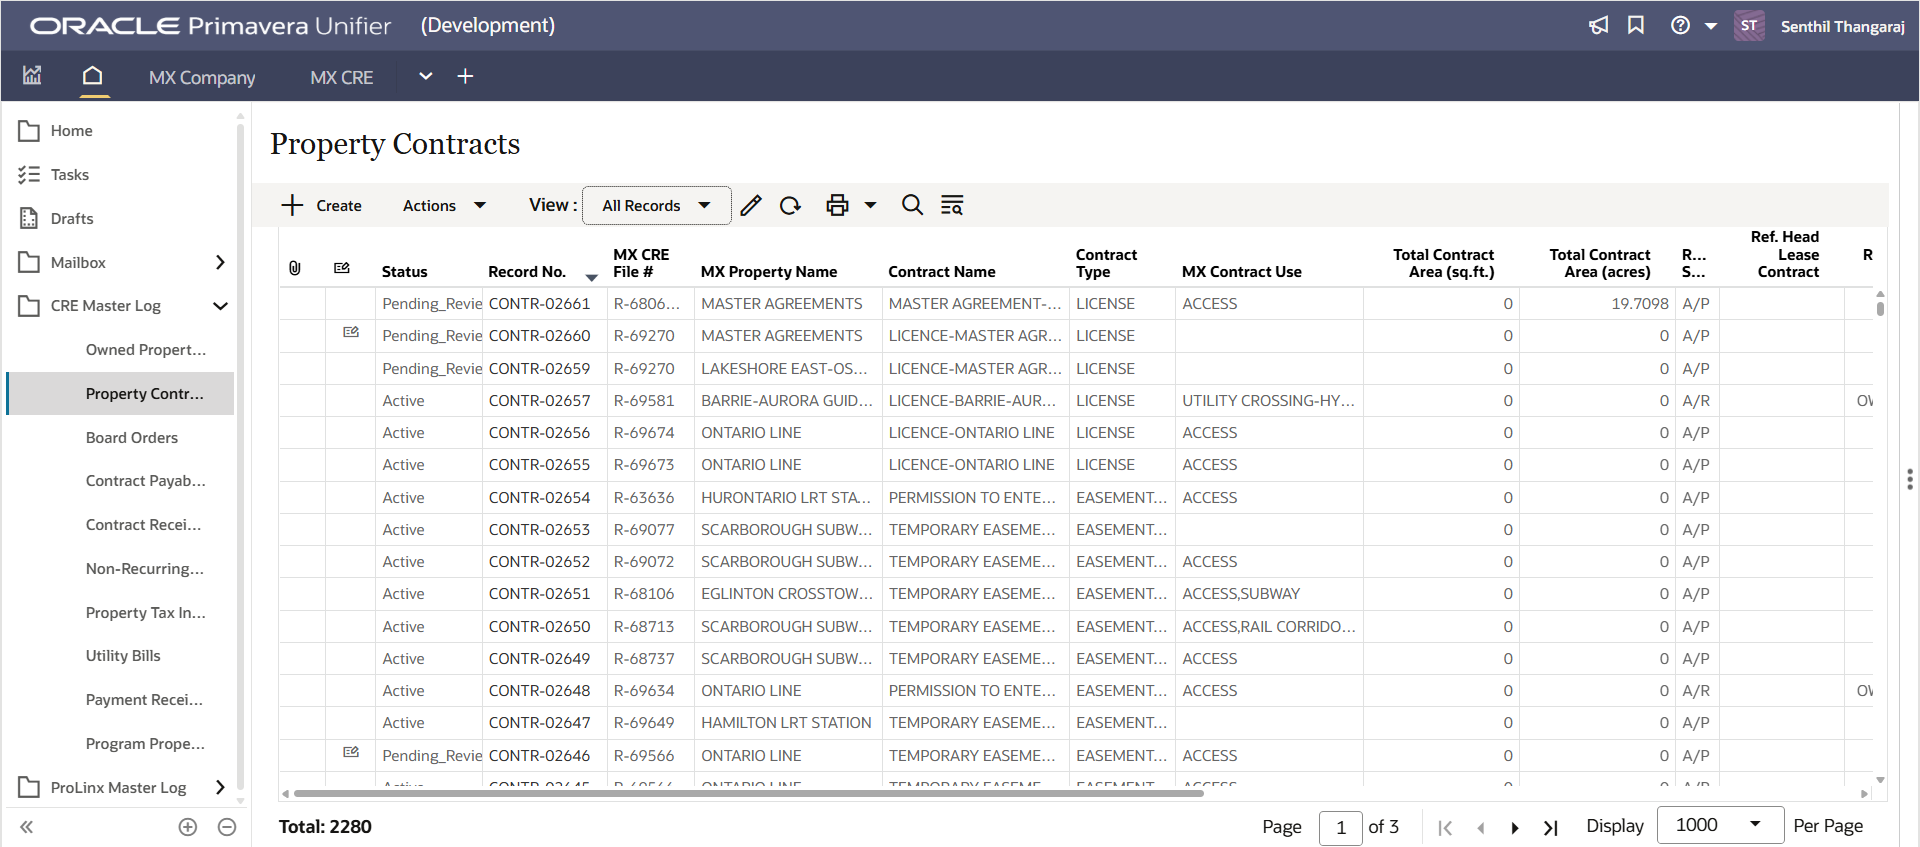 ORACLE Primavera Unifier (Development) ST Senthil Thangaraj
MX Company MX CRE
Home
Tasks
Drafts
Mailbox
CRE Master Log
Owned Propert...
Property Contr...
Board Orders
Contract Payab...
Contract Recei...
Non-Recurring...
Property Tax In...
Utility Bills
Payment Recei...
Program Prope...
ProLinx Master Log
Property Contracts
Create Actions View : All Records
Status Record No. MX CRE File # MX Property Name Contract Name Contract Type MX Contract Use Total Contract Area (sq.ft.) Total Contract Area (acres) R... S... Ref. Head Lease Contract R
Pending_Revie CONTR-02661 R-6806... MASTER AGREEMENTS MASTER AGREEMENT-... LICENSE ACCESS 0 19.7098 A/P
Pending_Revie CONTR-02660 R-69270 MASTER AGREEMENTS LICENCE-MASTER AGR... LICENSE 0 0 A/P
Pending_Revie CONTR-02659 R-69270 LAKESHORE EAST-OS... LICENCE-MASTER AGR... LICENSE 0 0 A/P
Active CONTR-02657 R-69581 BARRIE-AURORA GUID... LICENCE-BARRIE-AUR... LICENSE UTILITY CROSSING-HY... 0 0 A/R OW
Active CONTR-02656 R-69674 ONTARIO LINE LICENCE-ONTARIO LINE LICENSE ACCESS 0 0 A/P
Active CONTR-02655 R-69673 ONTARIO LINE LICENCE-ONTARIO LINE LICENSE ACCESS 0 0 A/P
Active CONTR-02654 R-63636 HURONTARIO LRT STA... PERMISSION TO ENTE... EASEMENT... ACCESS 0 0 A/P
Active CONTR-02653 R-69077 SCARBOROUGH SUBW... TEMPORARY EASEME... EASEMENT... 0 0 A/P
Active CONTR-02652 R-69072 SCARBOROUGH SUBW... TEMPORARY EASEME... EASEMENT... ACCESS 0 0 A/P
Active CONTR-02651 R-68106 EGLINTON CROSSTOW... TEMPORARY EASEME... EASEMENT... ACCESS,SUBWAY 0 0 A/P
Active CONTR-02650 R-68713 SCARBOROUGH SUBW... TEMPORARY EASEME... EASEMENT... ACCESS,RAIL CORRIDO... 0 0 A/P
Active CONTR-02649 R-68737 SCARBOROUGH SUBW... TEMPORARY EASEME... EASEMENT... ACCESS 0 0 A/P
Active CONTR-02648 R-69634 ONTARIO LINE PERMISSION TO ENTE... EASEMENT... ACCESS 0 0 A/R OW
Active CONTR-02647 R-69649 HAMILTON LRT STATION TEMPORARY EASEME... EASEMENT... 0 0 A/P
Pending_Revie CONTR-02646 R-69566 ONTARIO LINE TEMPORARY EASEME... EASEMENT... ACCESS 0 0 A/P
Total: 2280 Page 1 of 3 Display 1000 Per Page